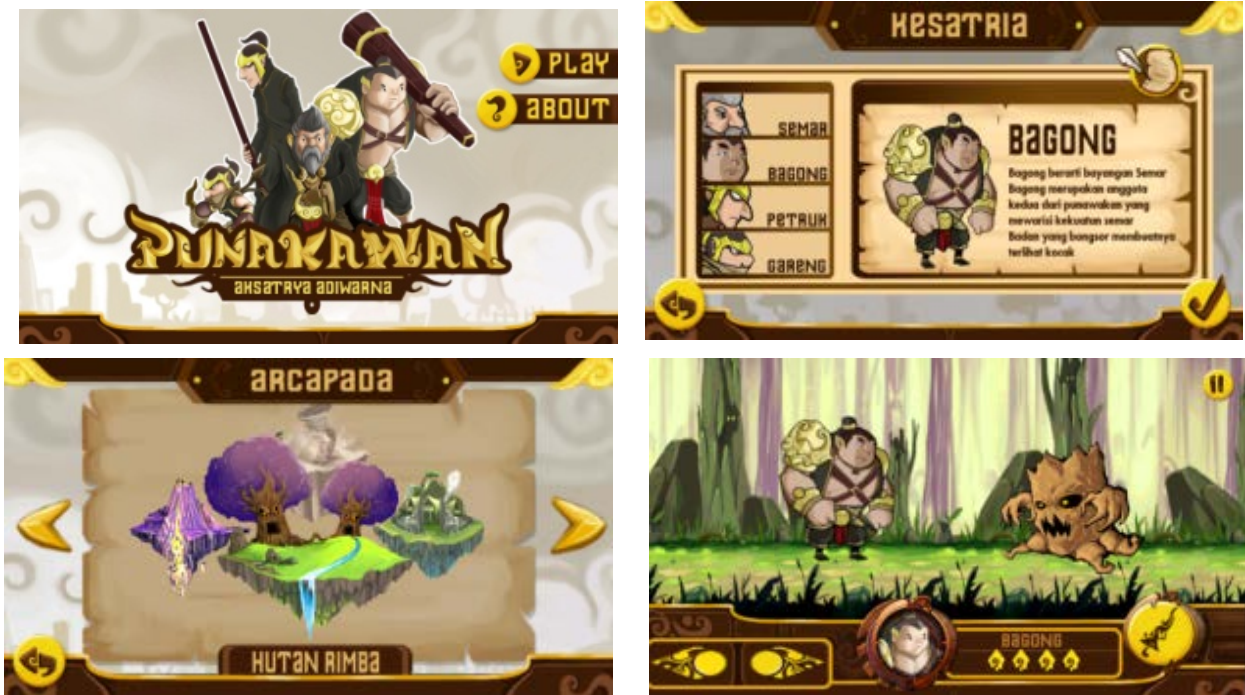 PLAY
ABOUT
PUNAKAWAN
AKSATRYA ADIWARNA
KESATRIA
SEMAR
BAGONG
PETRUK
GARENG
BAGONG
Bagong berarti bayangan Semar
Bagong merupakan anggota
kedua dari punawakan yang
mewarisi kekuatan semar
Badan yang bongsor membuatnya
terlihat kocak
ARCAPADA
HUTAN RIMBA
BAGONG